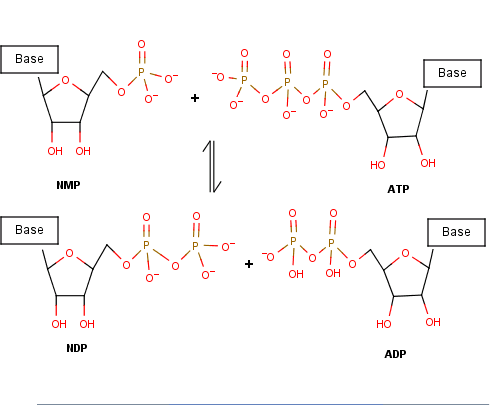 O O O O
Base
Base
O P O⁻ ⁻O P P P
O O⁻ ⁻O O O O O
+ O⁻ O⁻
OH OH HO OH
NMP ATP
O O O O
Base Base
O P P O⁻ ⁻O P P O
O O + O O
O⁻ O⁻ OH OH
OH OH HO OH
NDP ADP